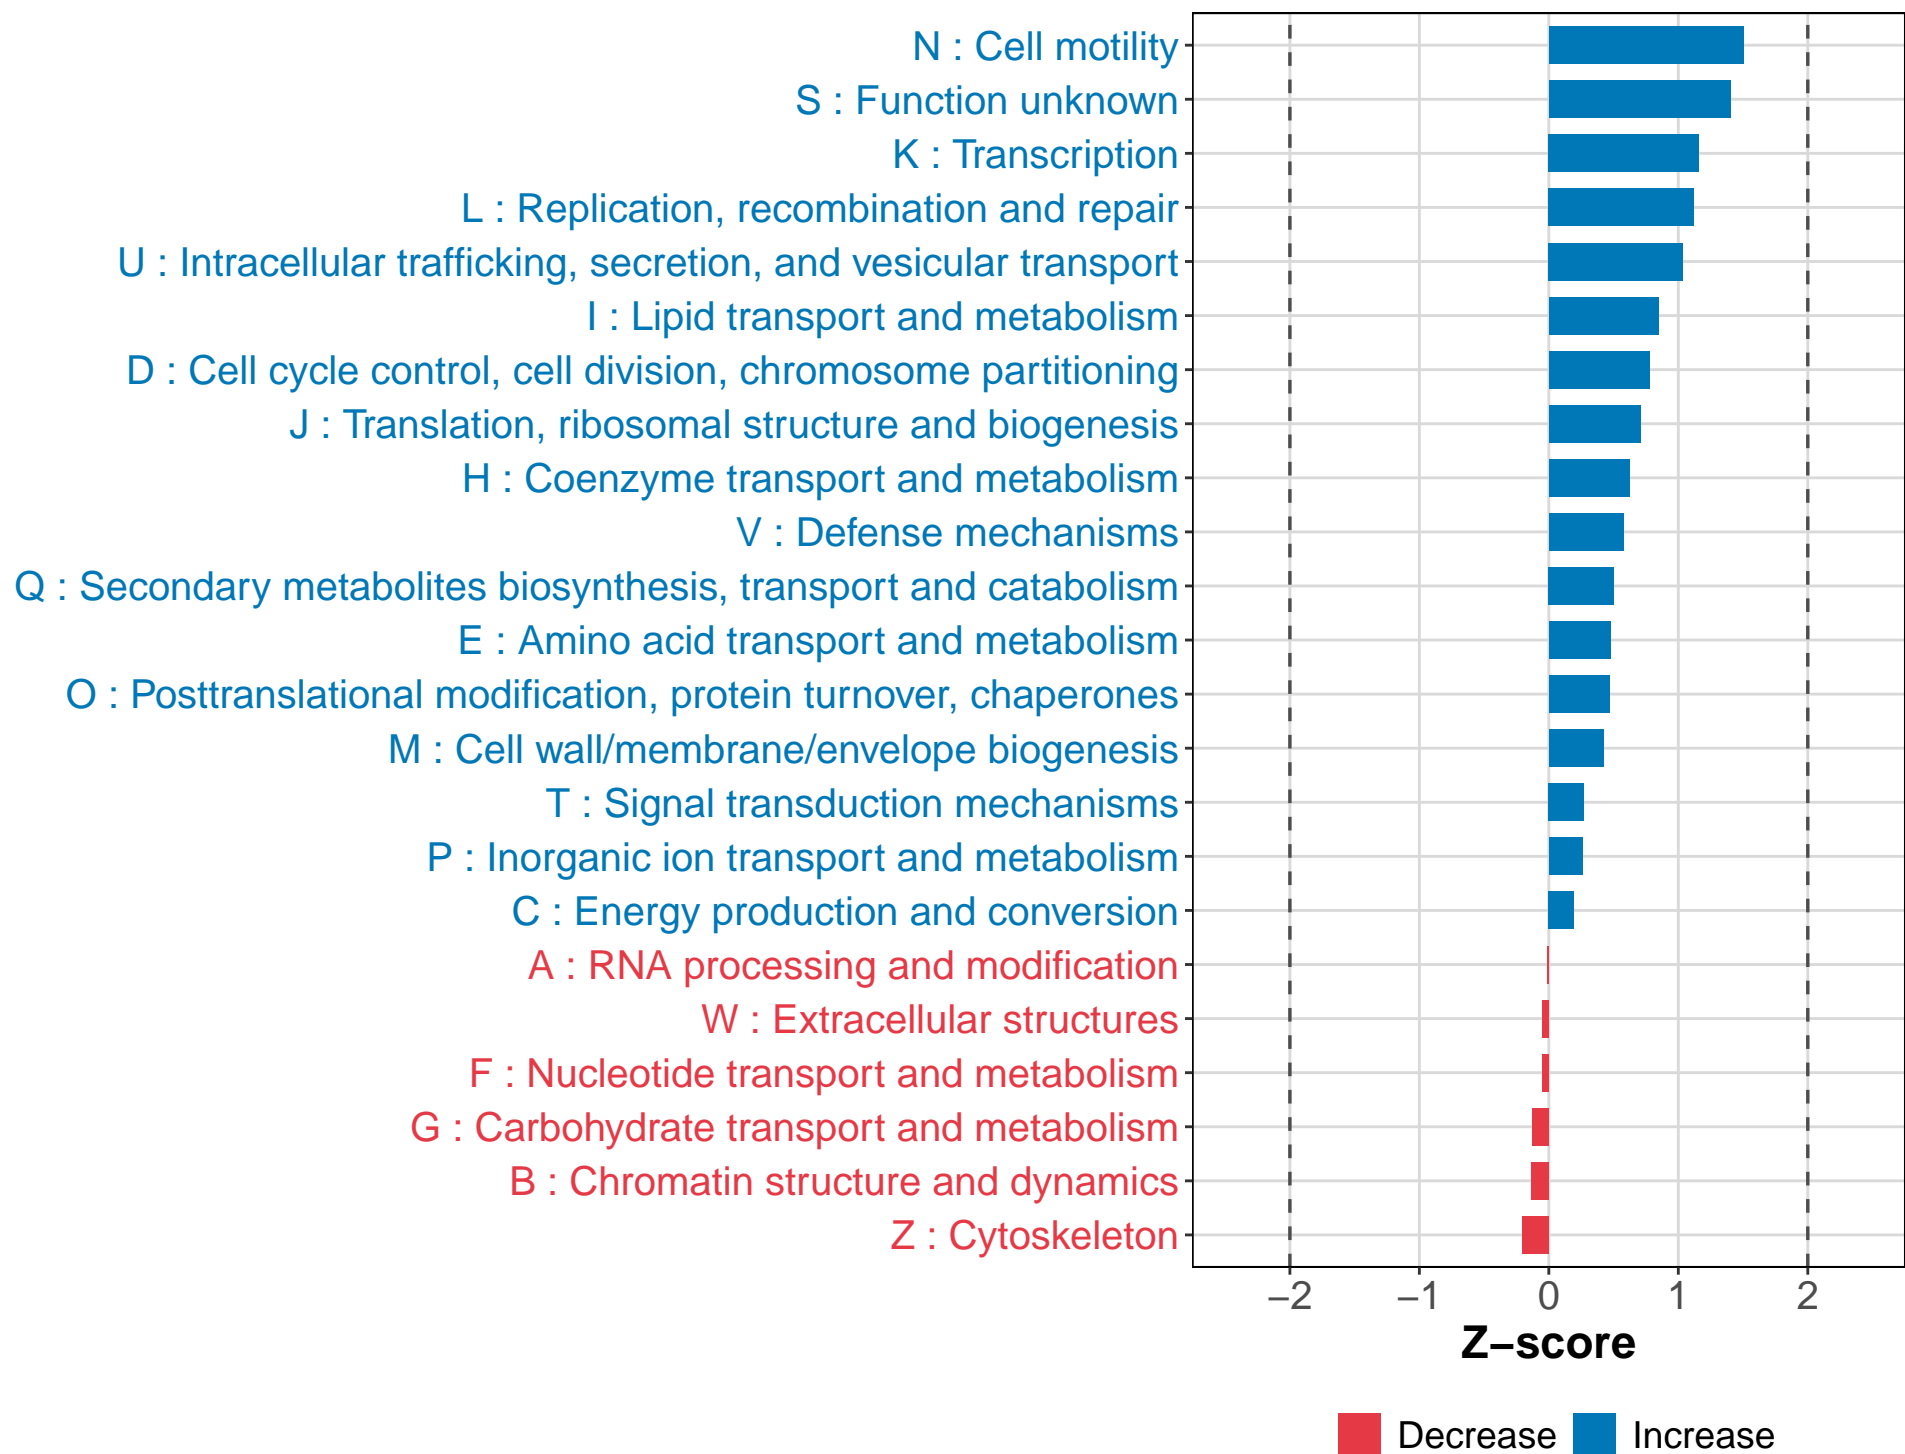 N : Cell motility
S : Function unknown
K : Transcription
L : Replication, recombination and repair
U : Intracellular trafficking, secretion, and vesicular transport
I : Lipid transport and metabolism
D : Cell cycle control, cell division, chromosome partitioning
J : Translation, ribosomal structure and biogenesis
H : Coenzyme transport and metabolism
V : Defense mechanisms
Q : Secondary metabolites biosynthesis, transport and catabolism
E : Amino acid transport and metabolism
O : Posttranslational modification, protein turnover, chaperones
M : Cell wall/membrane/envelope biogenesis
T : Signal transduction mechanisms
P : Inorganic ion transport and metabolism
C : Energy production and conversion
A : RNA processing and modification
W : Extracellular structures
F : Nucleotide transport and metabolism
G : Carbohydrate transport and metabolism
B : Chromatin structure and dynamics
Z : Cytoskeleton
−2 −1 0 1 2
Z−score
Decrease Increase